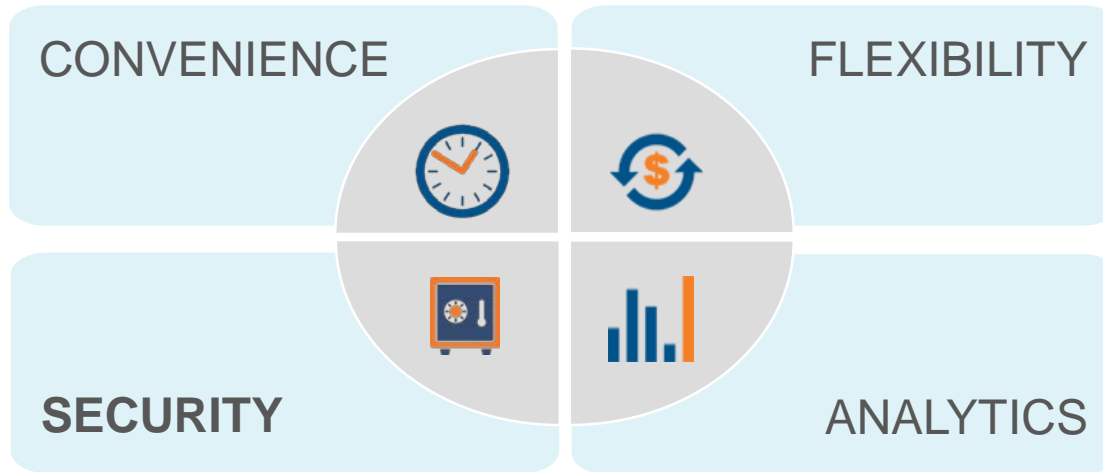 CONVENIENCE
FLEXIBILITY
$
SECURITY
ANALYTICS